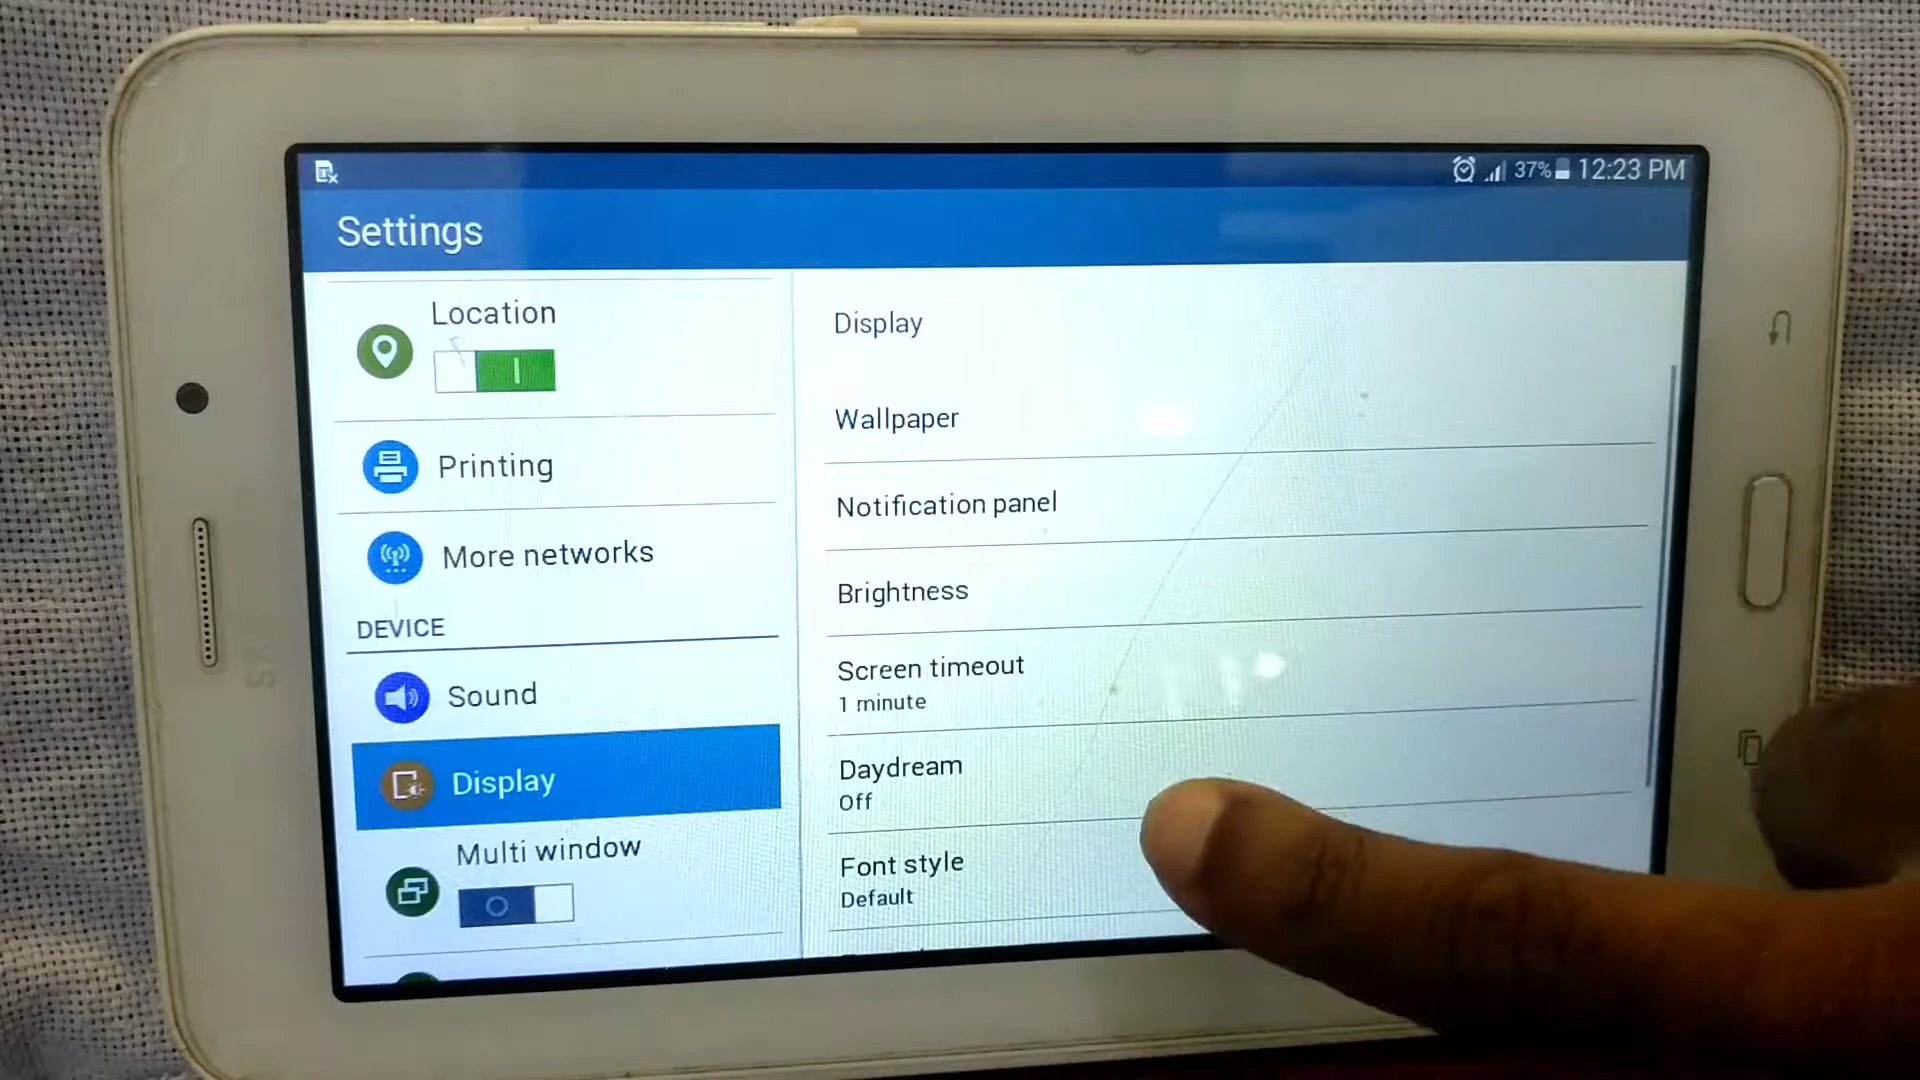 37% 12:23 PM
Settings
Location
Printing
More networks
DEVICE
Sound
Display
Multi window
Display
Wallpaper
Notification panel
Brightness
Screen timeout
1 minute
Daydream
Off
Font style
Default